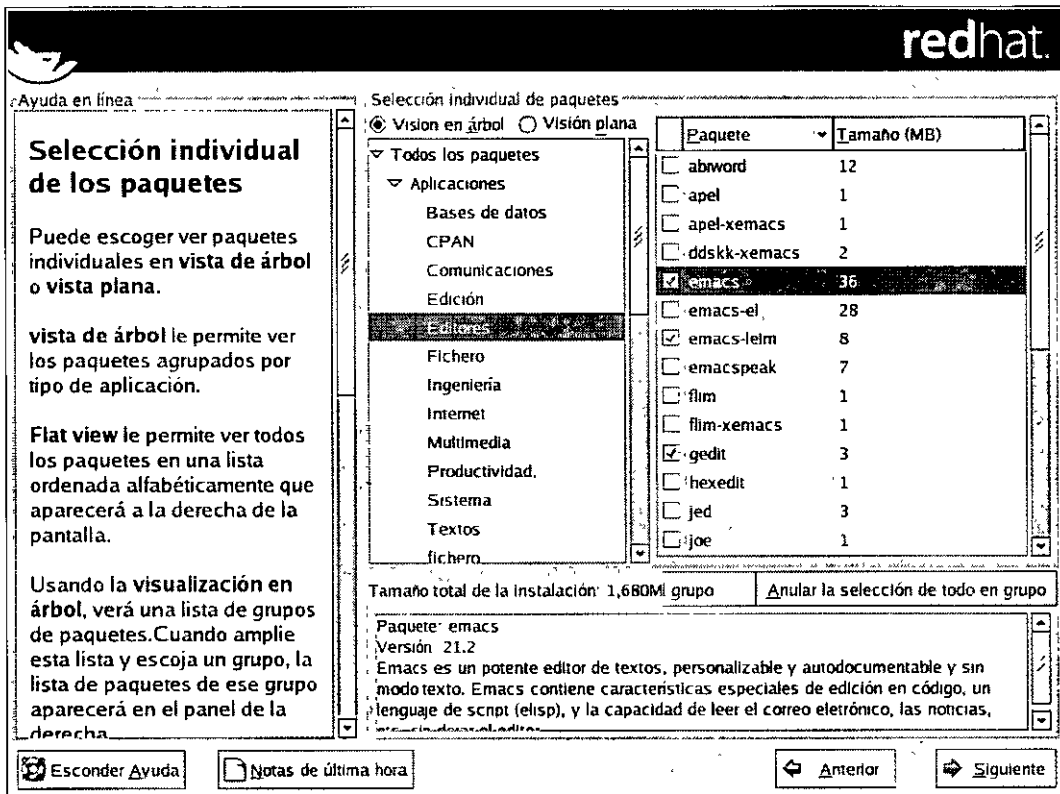 redhat.
Ayuda en línea
Selección individual
de los paquetes
Puede escoger ver paquetes
individuales en vista de árbol
o vista plana.
vista de árbol le permite ver
los paquetes agrupados por
tipo de aplicación.
Flat view le permite ver todos
los paquetes en una lista
ordenada alfabéticamente que
aparecerá a la derecha de la
pantalla.
Usando la visualización en
árbol, verá una lista de grupos
de paquetes.Cuando amplie
esta lista y escoja un grupo, la
lista de paquetes de ese grupo
aparecerá en el panel de la
derecha
Selección individual de paquetes
Vision en árbol Visión plana
Todos los paquetes
Aplicaciones
Bases de datos
CPAN
Comunicaciones
Edición
Editores
Fichero
Ingeniería
Internet
Multimedia
Productividad.
Sistema
Textos
fichero
Paquete Tamaño (MB)
abiword 12
apel 1
apel-xemacs 1
ddskk-xemacs 2
emacs 36
emacs-el 28
emacs-leim 8
emacspeak 7
flim 1
flim-xemacs 1
gedit 3
hexedit 1
jed 3
joe 1
Tamaño total de la instalación: 1,680M grupo Anular la selección de todo en grupo
Paquete: emacs
Versión 21.2
Emacs es un potente editor de textos, personalizable y autodocumentable y sin
modo texto. Emacs contiene características especiales de edición en código, un
lenguaje de script (elisp), y la capacidad de leer el correo eletrónico, las noticias,
Esconder Ayuda Notas de última hora Anterior Siguiente